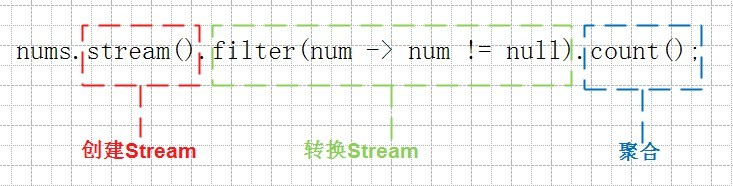 nums.stream().filter(num -> num != null).count();
创建Stream 转换Stream 聚合